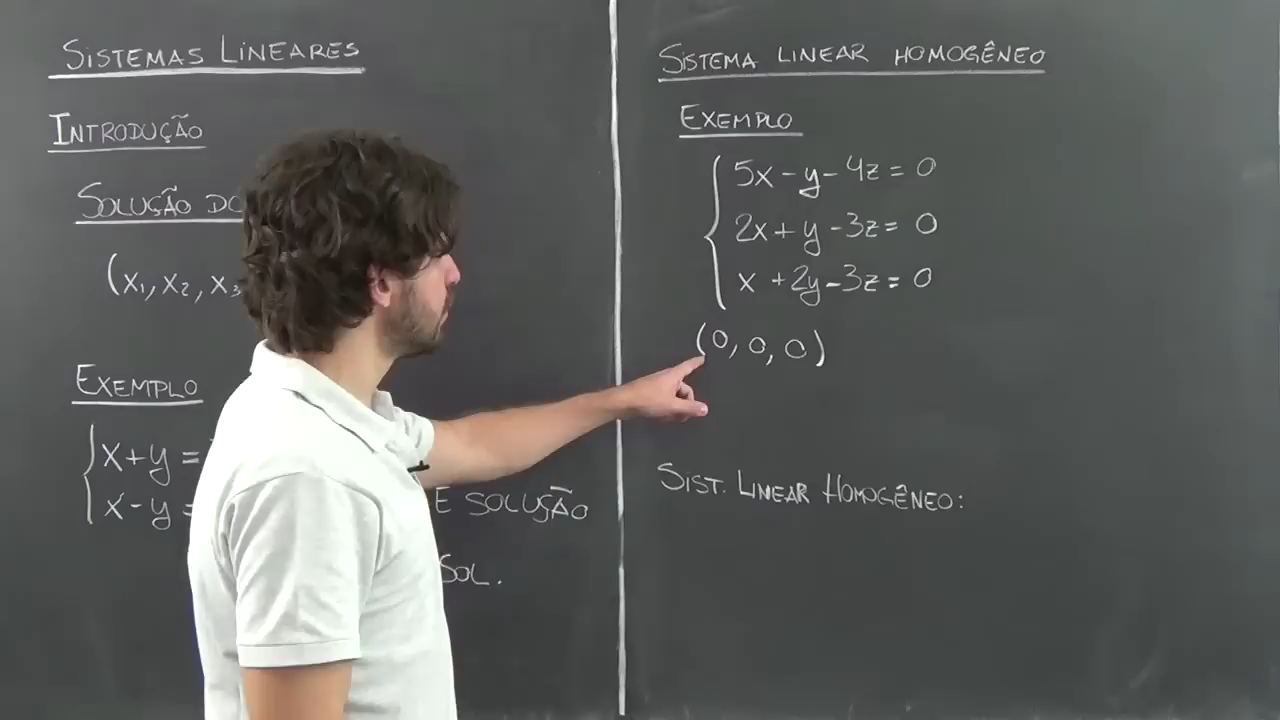 SISTEMAS LINEARES
INTRODUÇÃO
SOLUÇÃO DO
(x₁, x₂, x₃
EXEMPLO
x+y =
x-y =
É SOLUÇÃO
SOL.
SISTEMA LINEAR HOMOGÊNEO
EXEMPLO
5x-y-4z=0
2x+y-3z=0
x+2y-3z=0
(0, 0, 0)
SIST. LINEAR HOMOGÊNEO: